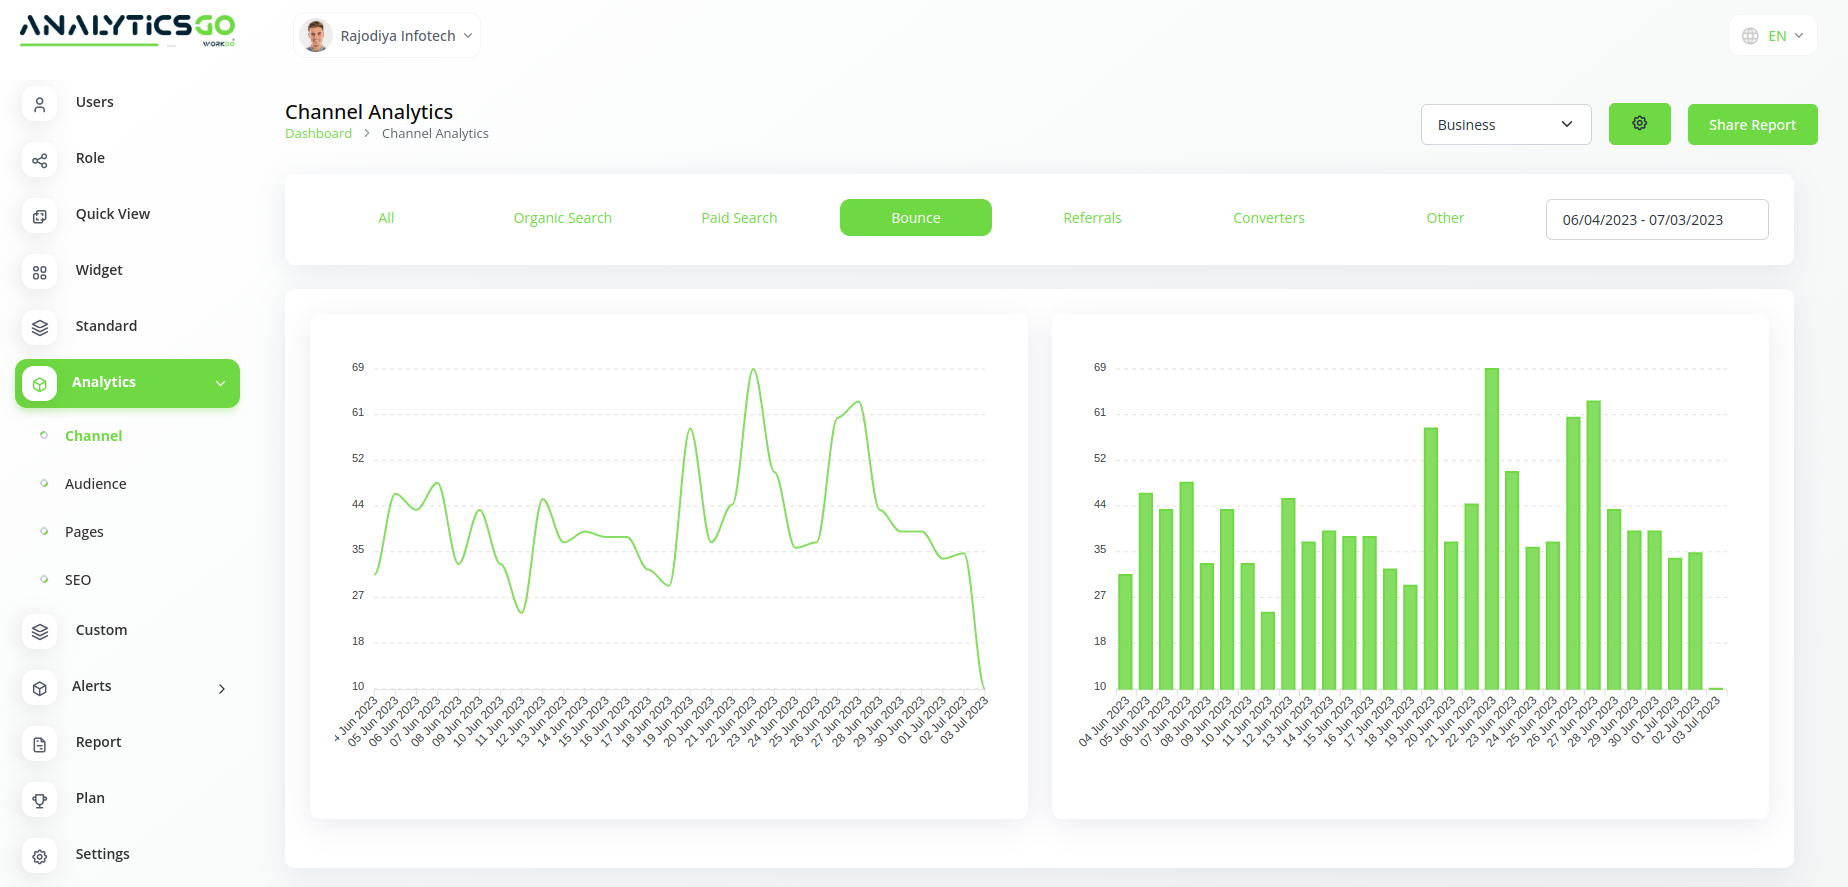 ANALYTiCSGO
WORKDO
Rajodiya Infotech
EN
Users
Role
Quick View
Widget
Standard
Analytics
Channel
Audience
Pages
SEO
Custom
Alerts
Report
Plan
Settings
Channel Analytics
Dashboard > Channel Analytics
Business
Share Report
All Organic Search Paid Search Bounce Referrals Converters Other 06/04/2023 - 07/03/2023
69
61
52
44
35
27
18
10
Jun 2023
05 Jun 2023
06 Jun 2023
07 Jun 2023
08 Jun 2023
09 Jun 2023
10 Jun 2023
11 Jun 2023
12 Jun 2023
13 Jun 2023
14 Jun 2023
15 Jun 2023
16 Jun 2023
17 Jun 2023
18 Jun 2023
19 Jun 2023
20 Jun 2023
21 Jun 2023
22 Jun 2023
23 Jun 2023
24 Jun 2023
25 Jun 2023
26 Jun 2023
27 Jun 2023
28 Jun 2023
29 Jun 2023
30 Jun 2023
01 Jul 2023
02 Jul 2023
03 Jul 2023
69
61
52
44
35
27
18
10
04 Jun 2023
05 Jun 2023
06 Jun 2023
07 Jun 2023
08 Jun 2023
09 Jun 2023
10 Jun 2023
11 Jun 2023
12 Jun 2023
13 Jun 2023
14 Jun 2023
15 Jun 2023
16 Jun 2023
17 Jun 2023
18 Jun 2023
19 Jun 2023
20 Jun 2023
21 Jun 2023
22 Jun 2023
23 Jun 2023
24 Jun 2023
25 Jun 2023
26 Jun 2023
27 Jun 2023
28 Jun 2023
29 Jun 2023
30 Jun 2023
01 Jul 2023
02 Jul 2023
03 Jul 2023